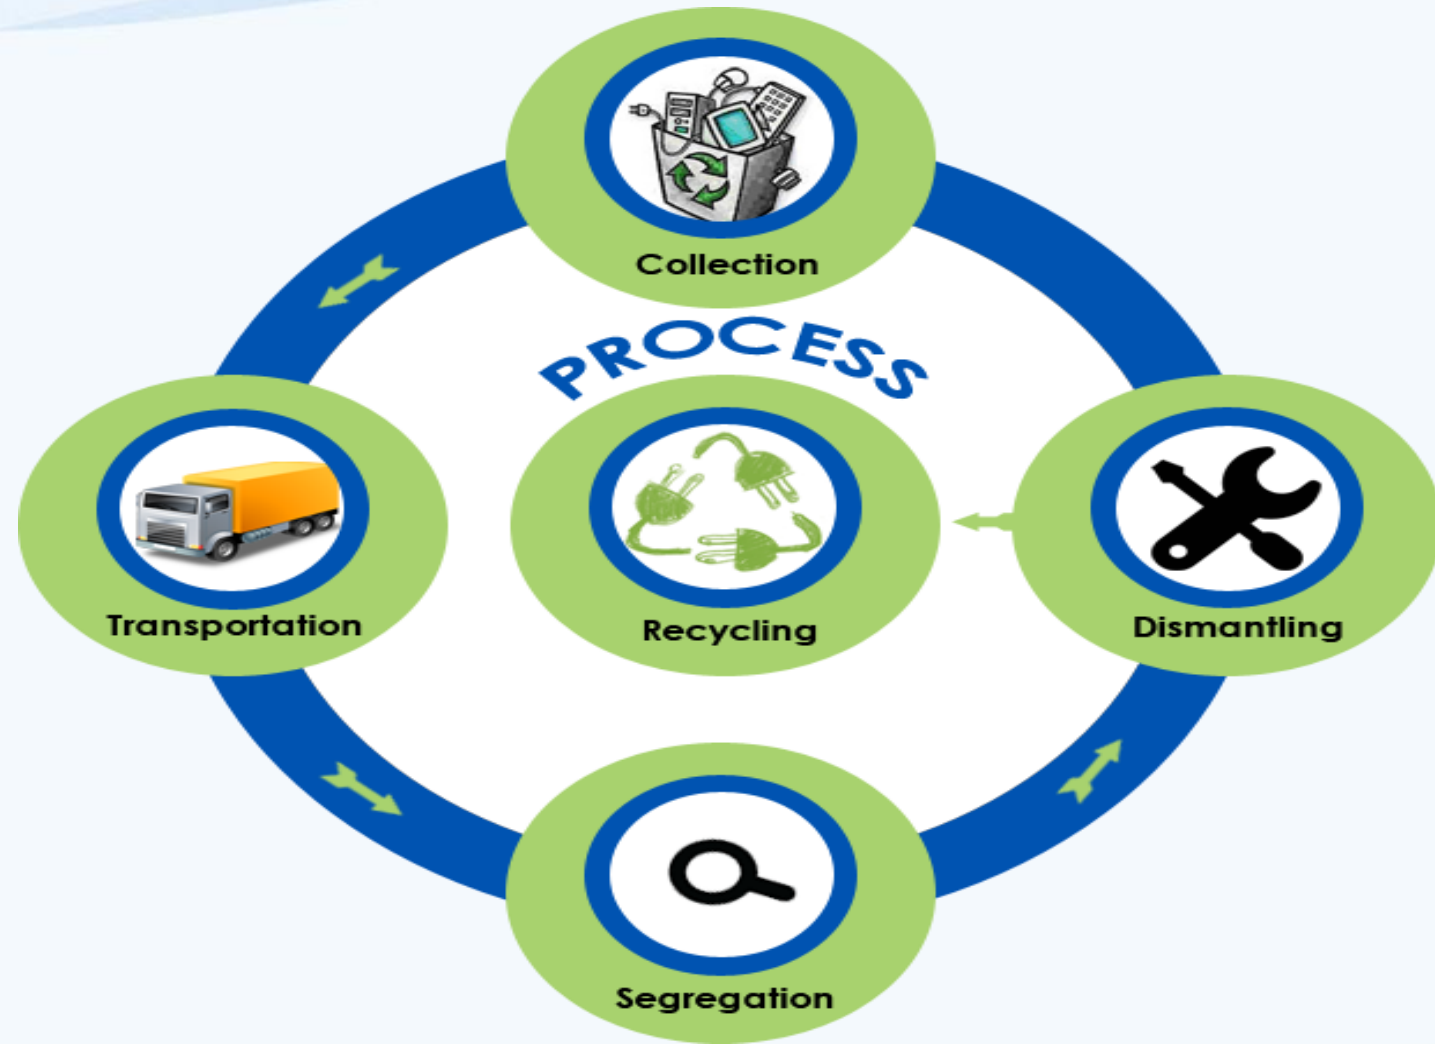 Collection
PROCESS
Transportation
Recycling
Dismantling
Segregation